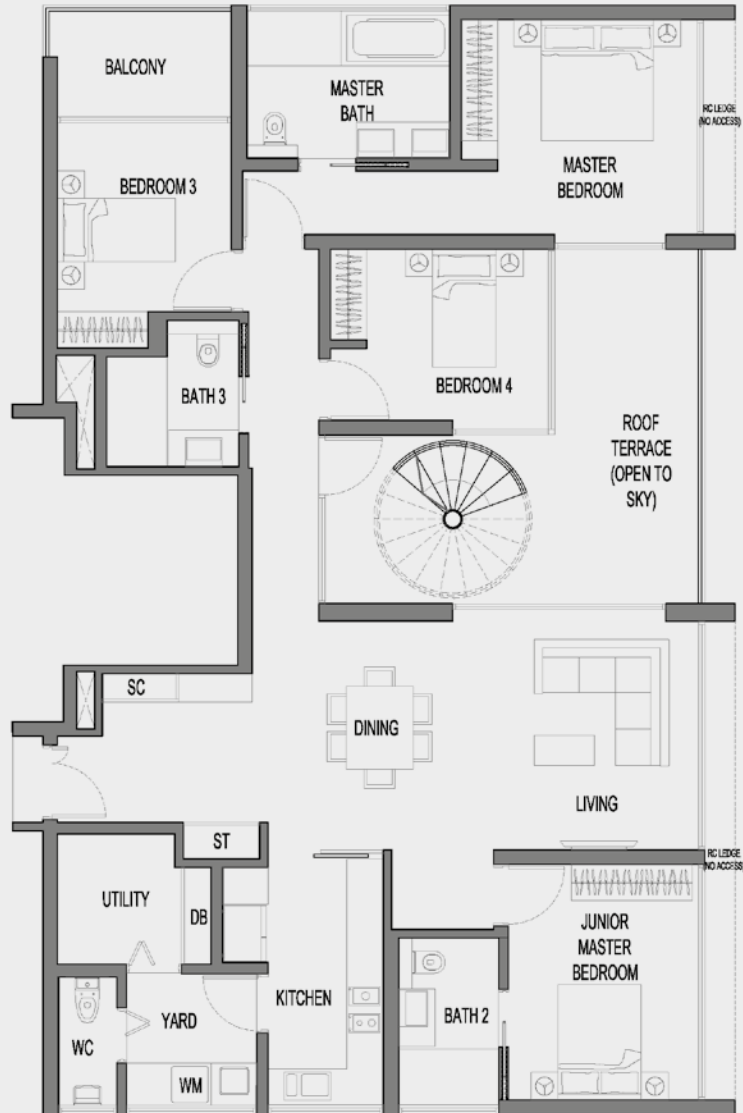 BALCONY
MASTER
BATH
RC LEDGE
(NO ACCESS)
BEDROOM 3
MASTER
BEDROOM
BATH 3
BEDROOM 4
ROOF
TERRACE
(OPEN TO
SKY)
SC
DINING
LIVING
ST
RC LEDGE
(NO ACCESS)
UTILITY
DB
JUNIOR
MASTER
BEDROOM
KITCHEN
YARD
BATH 2
WC
WM